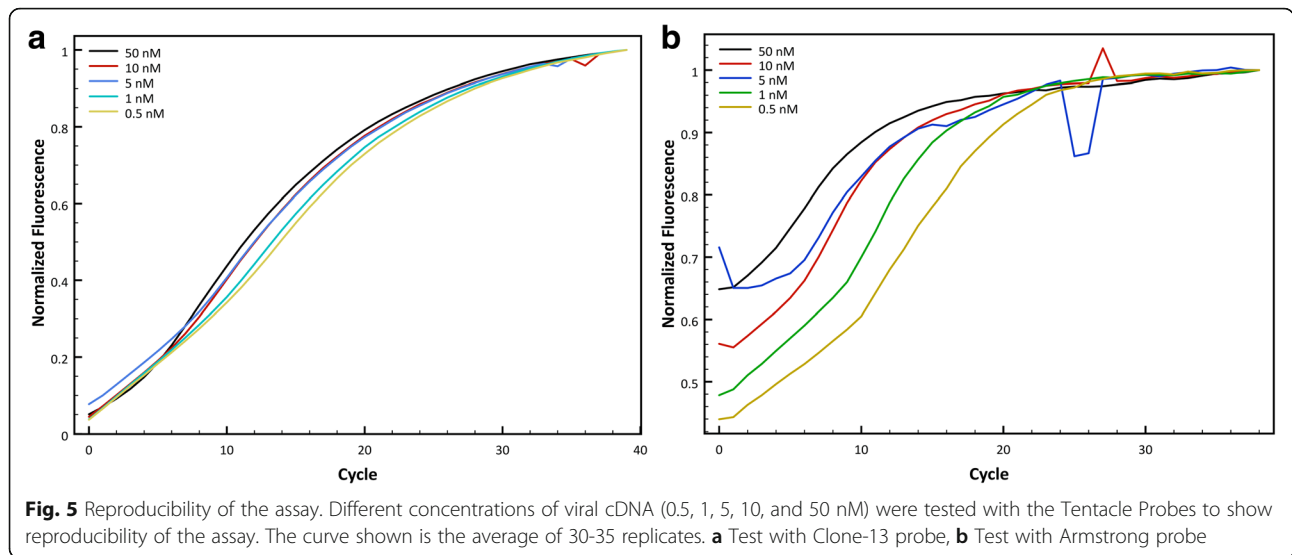 a
50 nM
10 nM
5 nM
1 nM
0.5 nM
Normalized Fluorescence
1
0.8
0.6
0.4
0.2
0
0
10
20
30
40
Cycle
b
50 nM
10 nM
5 nM
1 nM
0.5 nM
Normalized Fluorescence
1
0.9
0.8
0.7
0.6
0.5
0
10
20
30
Cycle
Fig. 5 Reproducibility of the assay. Different concentrations of viral cDNA (0.5, 1, 5, 10, and 50 nM) were tested with the Tentacle Probes to show
reproducibility of the assay. The curve shown is the average of 30-35 replicates. a Test with Clone-13 probe, b Test with Armstrong probe